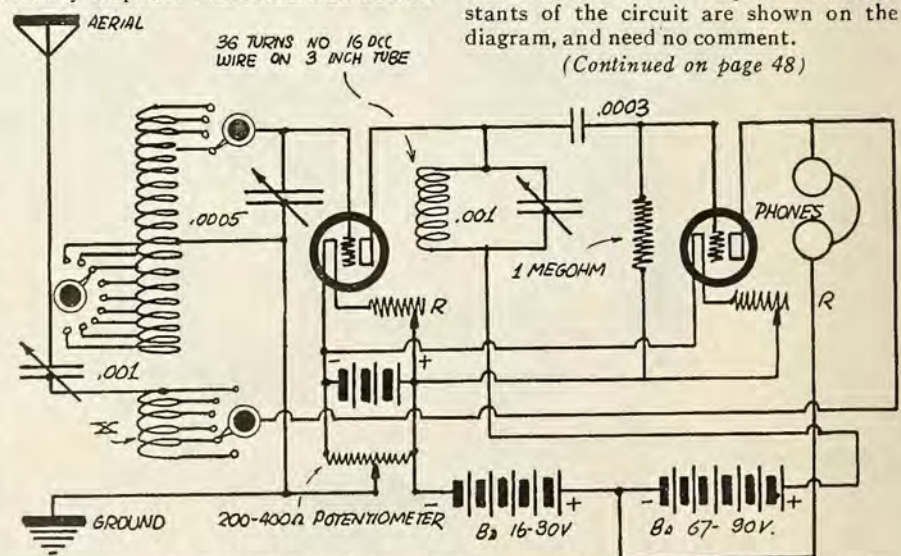 stants of the circuit are shown on the
diagram, and need no comment.
(Continued on page 48)
AERIAL
36 TURNS NO 16 DCC
WIRE ON 3 INCH TUBE
.0003
.0005
.001
PHONES
1 MEGOHM
R
R
- +
.001
X
GROUND
200-400Ω POTENTIOMETER
- B 16-30V +
- B 67-90V. +